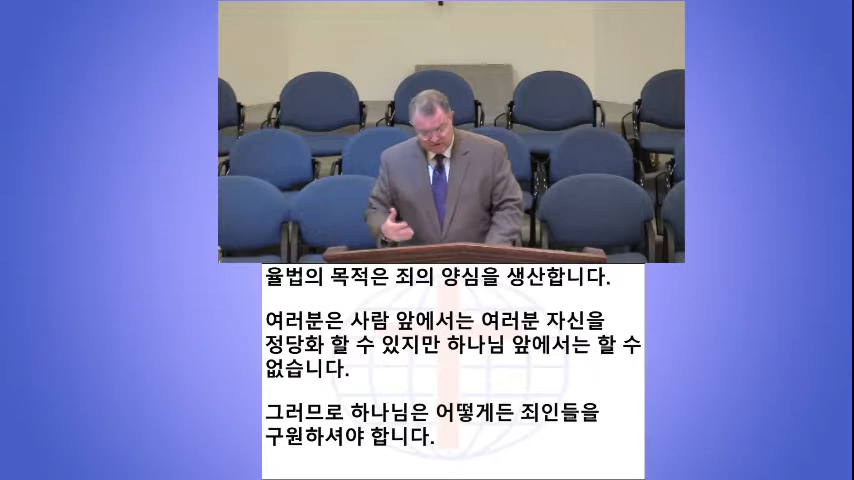 율법의 목적은 죄의 양심을 생산합니다.
여러분은 사람 앞에서는 여러분 자신을
정당화 할 수 있지만 하나님 앞에서는 할 수
없습니다.
그러므로 하나님은 어떻게든 죄인들을
구원하셔야 합니다.